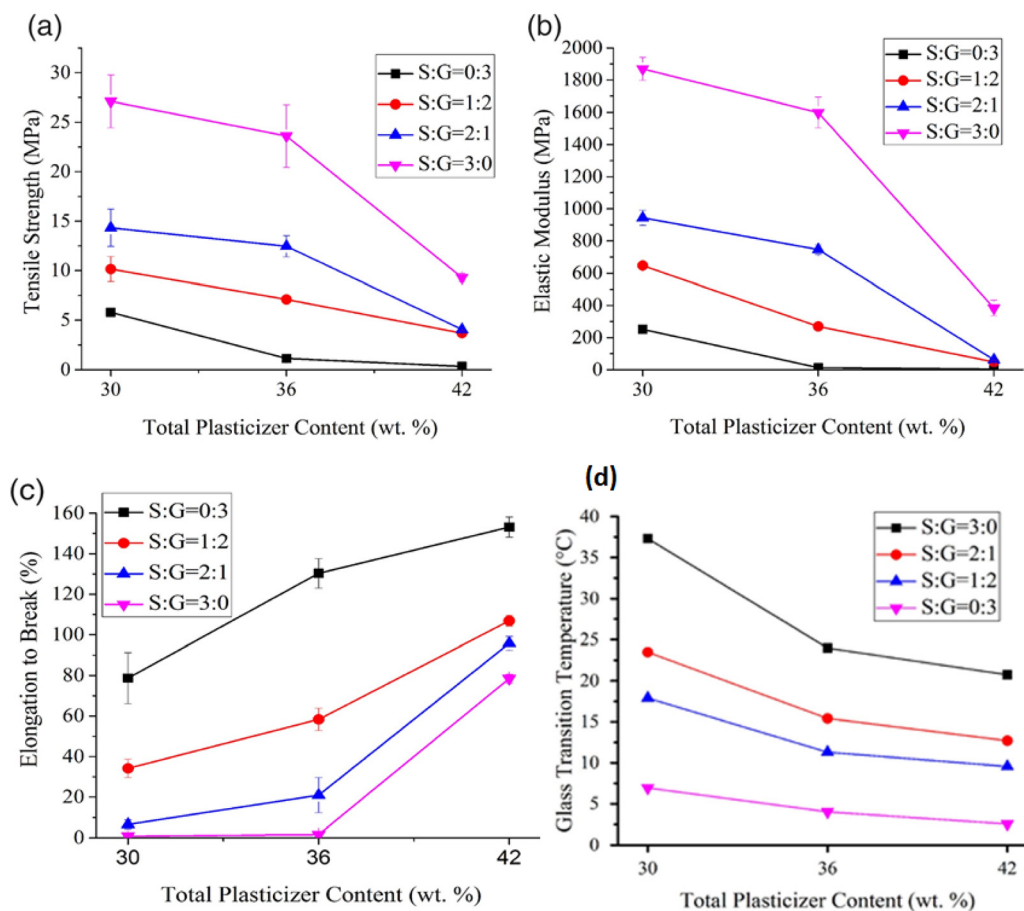 (a)
S:G=0:3
S:G=1:2
S:G=2:1
S:G=3:0
Tensile Strength (MPa)
30
25
20
15
10
5
0
30
36
42
Total Plasticizer Content (wt. %)
(b)
S:G=0:3
S:G=1:2
S:G=2:1
S:G=3:0
Elastic Modulus (MPa)
2000
1800
1600
1400
1200
1000
800
600
400
200
0
30
36
42
Total Plasticizer Content (wt. %)
(c)
S:G=0:3
S:G=1:2
S:G=2:1
S:G=3:0
Elongation to Break (%)
160
140
120
100
80
60
40
20
0
30
36
42
Total Plasticizer Content (wt. %)
(d)
S:G=3:0
S:G=2:1
S:G=1:2
S:G=0:3
Glass Transition Temperature (°C)
40
35
30
25
20
15
10
5
0
30
36
42
Total Plasticizer Content (wt. %)